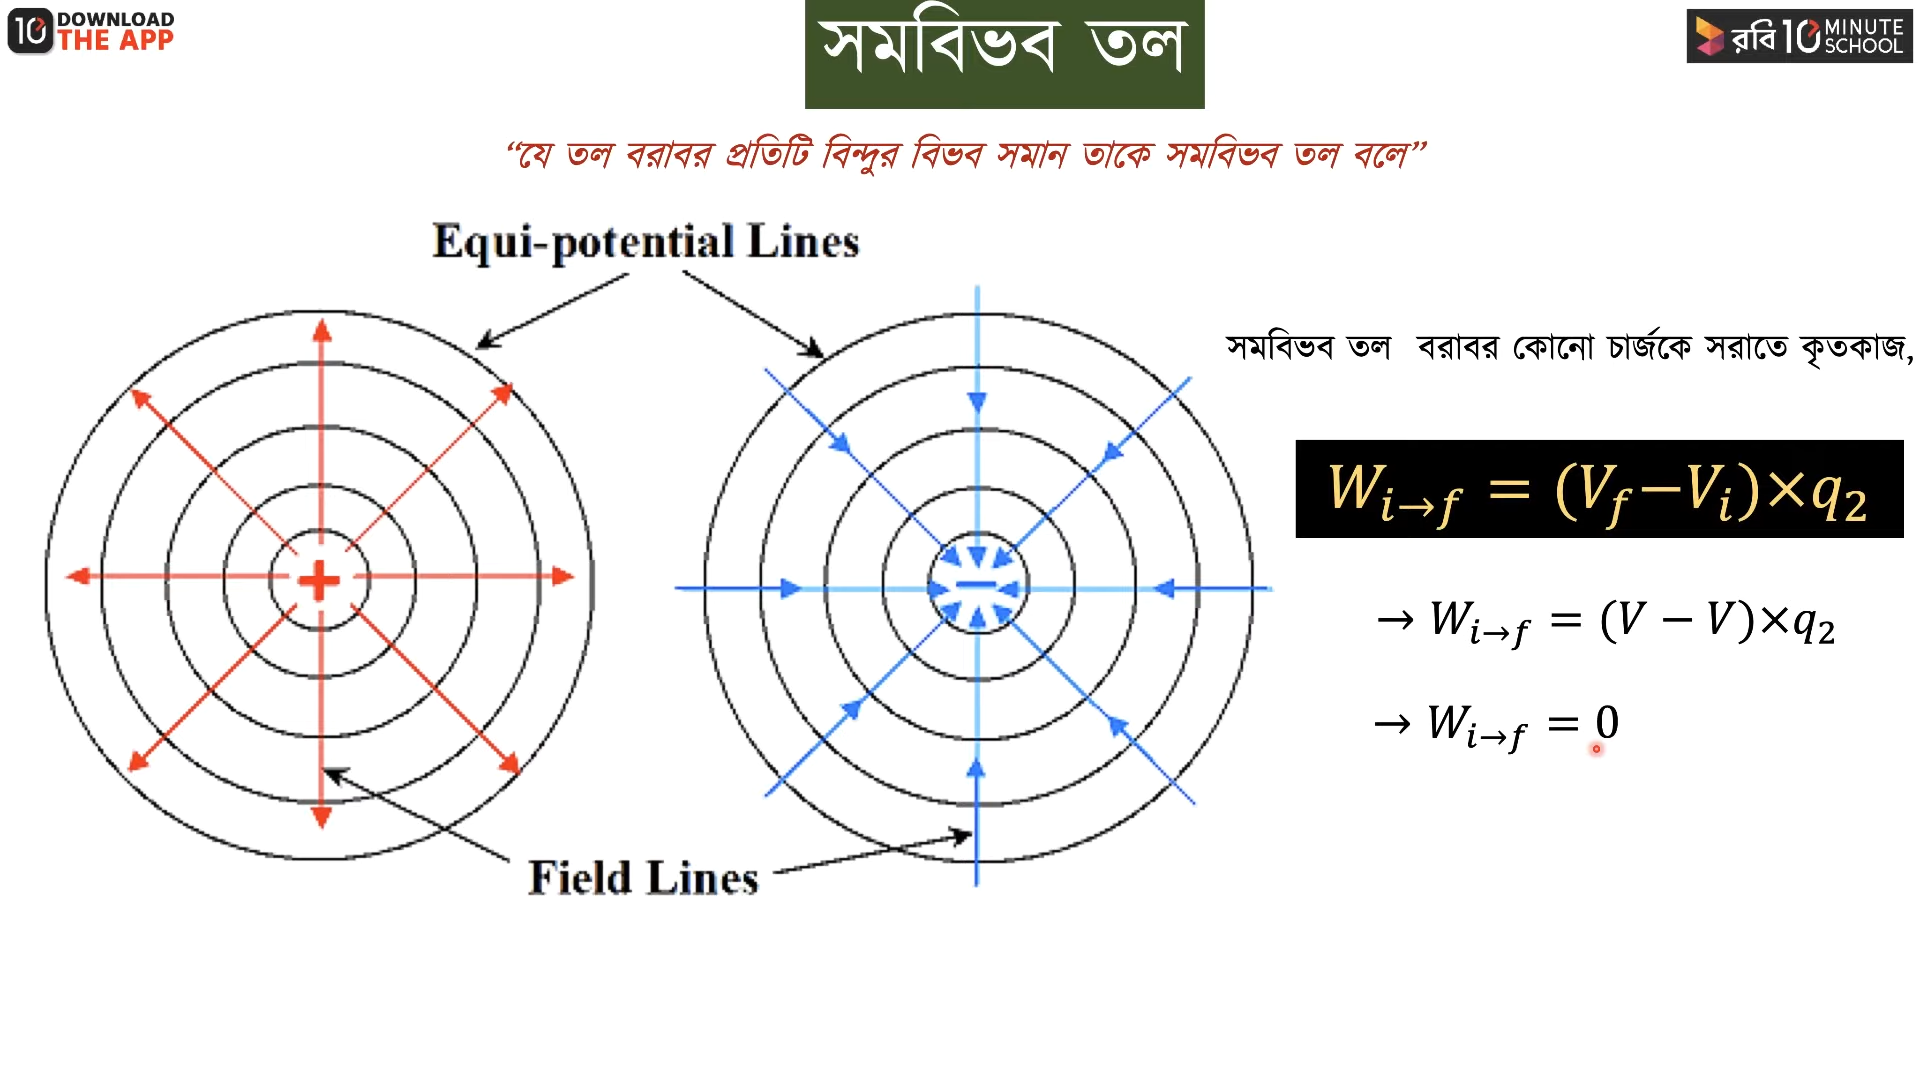 10 DOWNLOAD THE APP
সমবিভব তল
রবি 10 MINUTE SCHOOL
“যে তল বরাবর প্রতিটি বিন্দুর বিভব সমান তাকে সমবিভব তল বলে”
Equi-potential Lines
সমবিভব তল বরাবর কোনো চার্জকে সরাতে কৃতকাজ,
W_{i→f} = (V_f−V_i)×q_2
+
−
→ W_{i→f} = (V − V)×q_2
→ W_{i→f} = 0
Field Lines